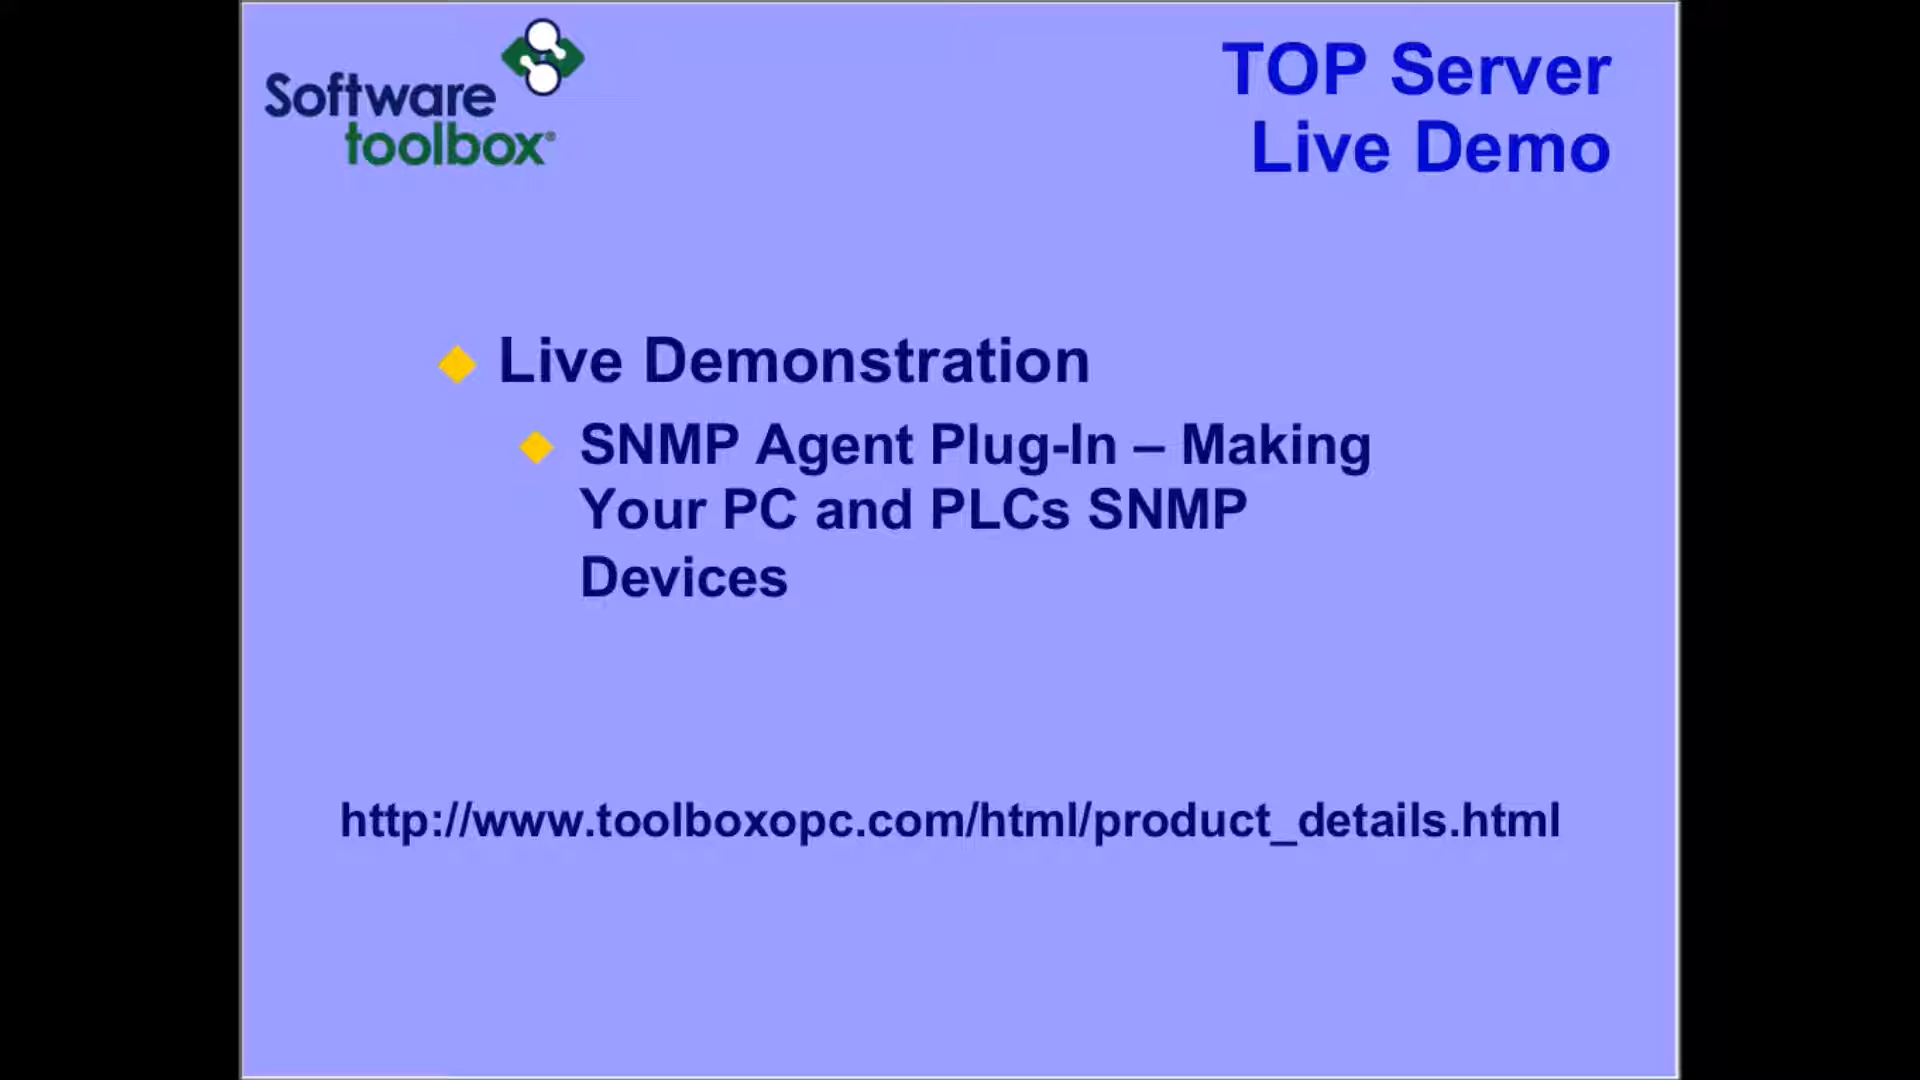 Software
toolbox®
TOP Server
Live Demo
Live Demonstration
SNMP Agent Plug-In – Making
Your PC and PLCs SNMP
Devices
http://www.toolboxopc.com/html/product_details.html